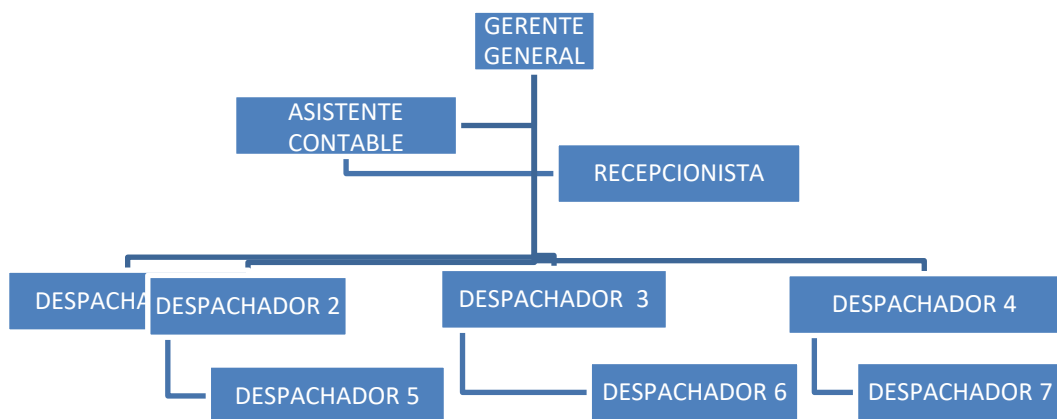 GERENTE
GENERAL
ASISTENTE
CONTABLE
RECEPCIONISTA
DESPACHADOR 2
DESPACHADOR 3
DESPACHADOR 4
DESPACHADOR 5
DESPACHADOR 6
DESPACHADOR 7